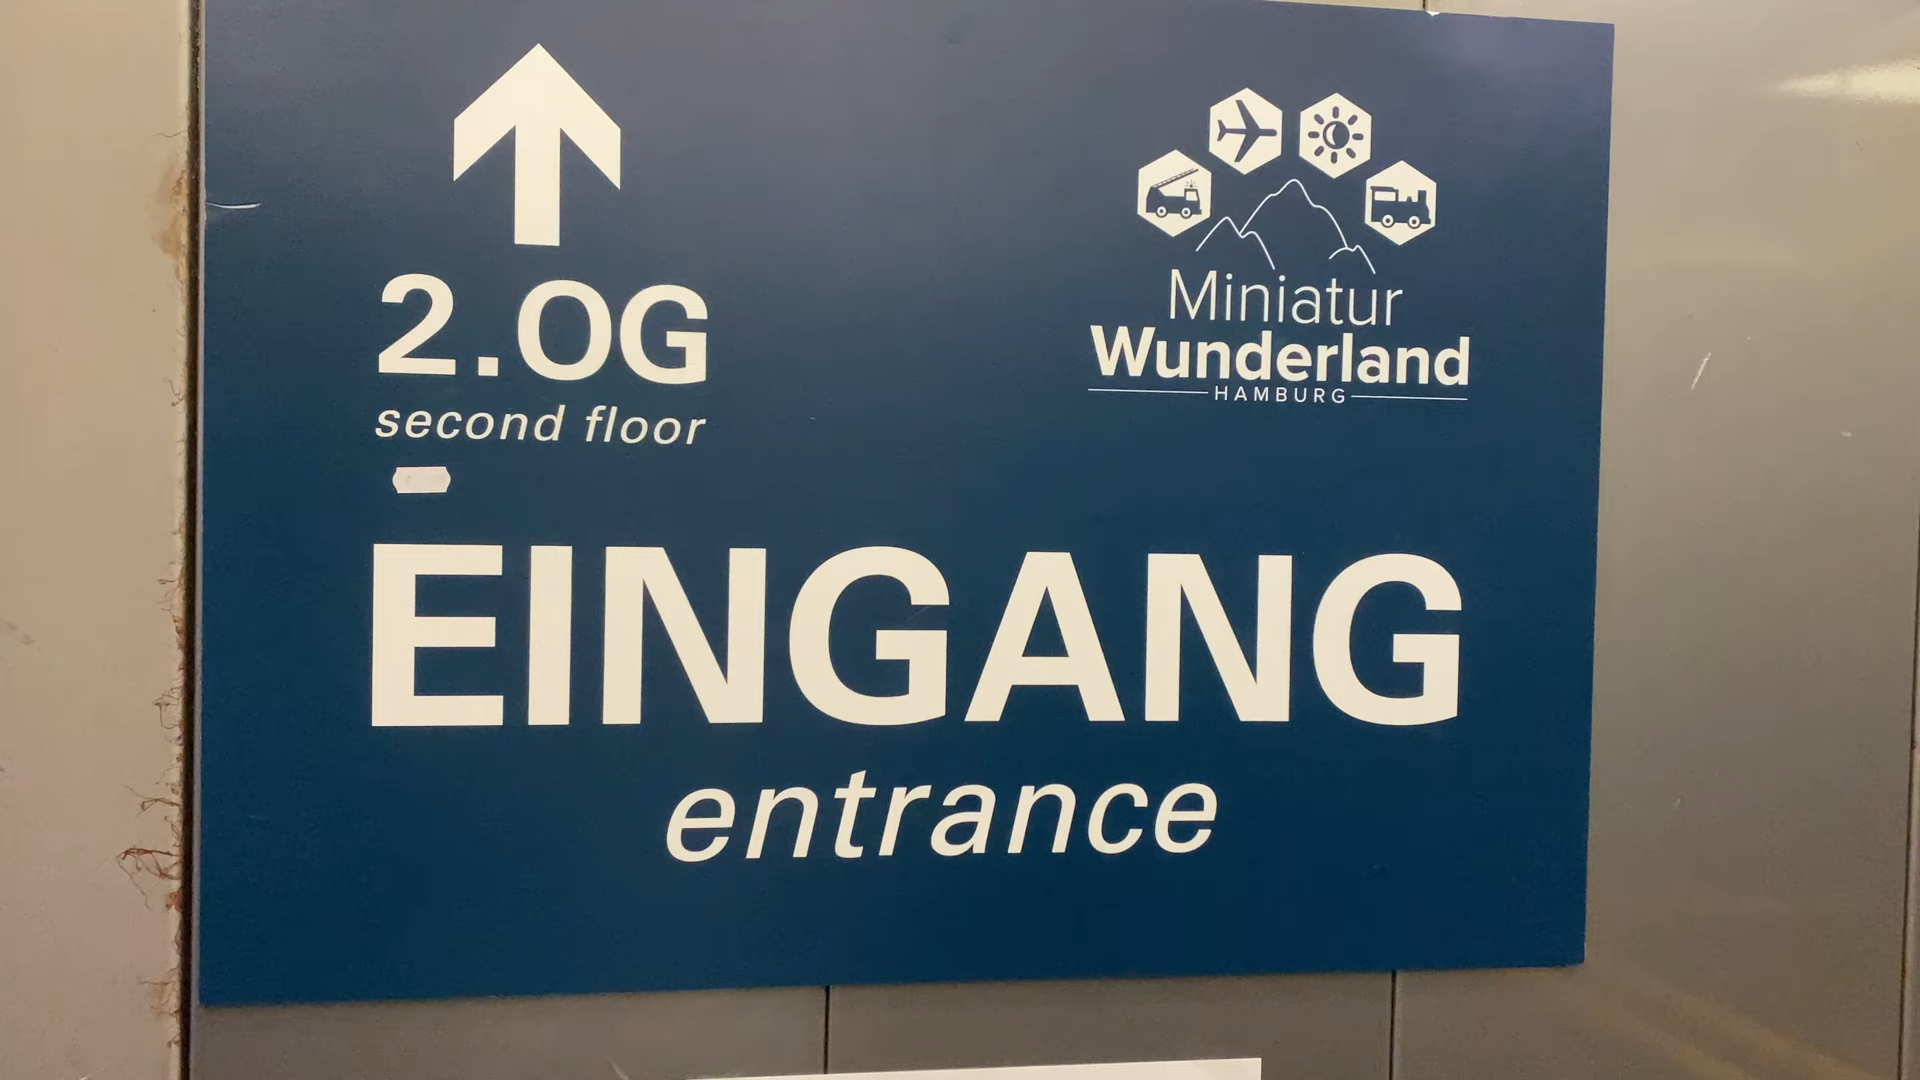 2.OG
second floor
Miniatur
Wunderland
HAMBURG
EINGANG
entrance